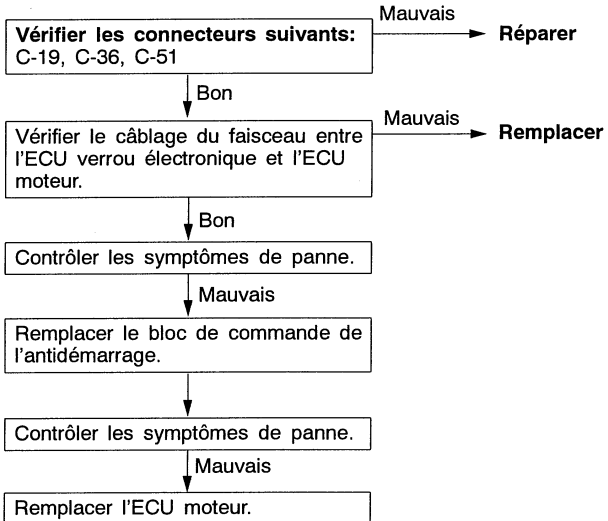 Vérifier les connecteurs suivants:
C-19, C-36, C-51
Mauvais
Réparer
Bon
Vérifier le câblage du faisceau entre
l'ECU verrou électronique et l'ECU
moteur.
Mauvais
Remplacer
Bon
Contrôler les symptômes de panne.
Mauvais
Remplacer le bloc de commande de
l'antidémarrage.
Contrôler les symptômes de panne.
Mauvais
Remplacer l'ECU moteur.